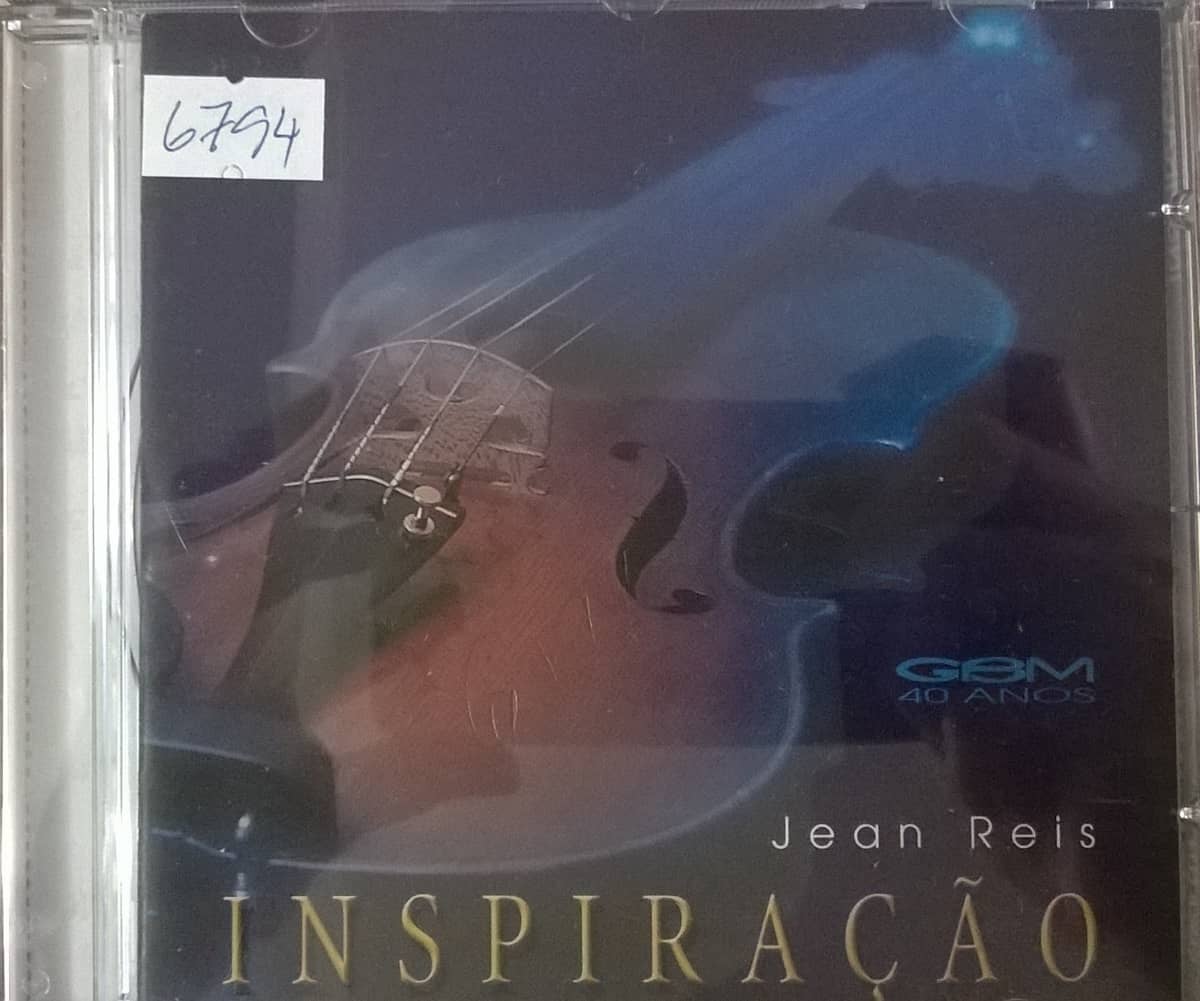 6794
GBM
40 ANOS
Jean Reis
INSPIRAÇÃO